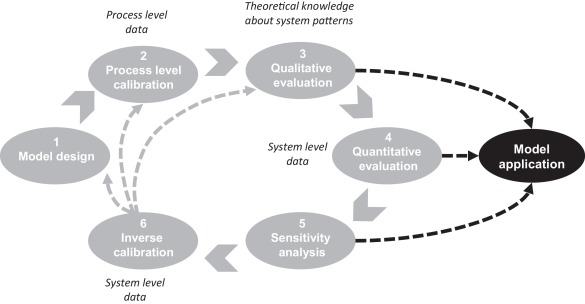 Process level
data
Theoretical knowledge
about system patterns
2
Process level
calibration
3
Qualitative
evaluation
1
Model design
System level
data
4
Quantitative
evaluation
Model
application
6
Inverse
calibration
5
Sensitivity
analysis
System level
data